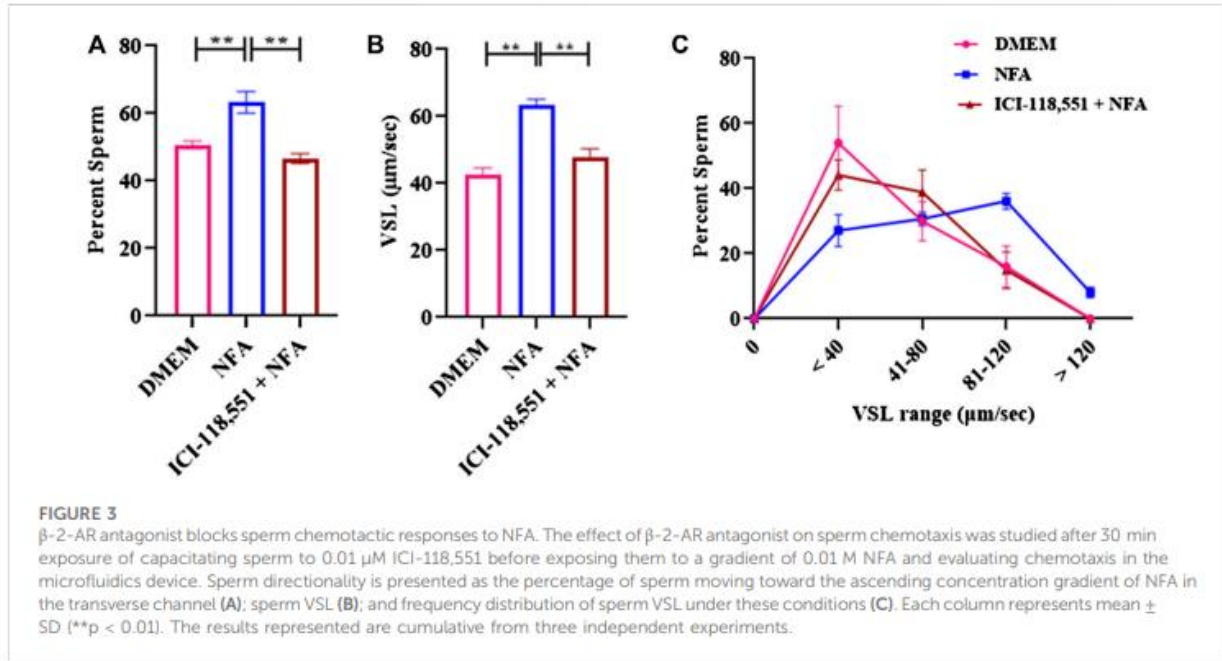 A
**
**
80
60
40
20
0
Percent Sperm
DMEM
NFA
ICI-118,551 + NFA
B
**
**
80
60
40
20
0
VSL (µm/sec)
DMEM
NFA
ICI-118,551 + NFA
C
DMEM
NFA
ICI-118,551 + NFA
80
60
40
20
0
Percent Sperm
0
< 40
41-80
81-120
> 120
VSL range (µm/sec)
FIGURE 3
β-2-AR antagonist blocks sperm chemotactic responses to NFA. The effect of β-2-AR antagonist on sperm chemotaxis was studied after 30 min
exposure of capacitating sperm to 0.01 µM ICI-118,551 before exposing them to a gradient of 0.01 M NFA and evaluating chemotaxis in the
microfluidics device. Sperm directionality is presented as the percentage of sperm moving toward the ascending concentration gradient of NFA in
the transverse channel (A); sperm VSL (B); and frequency distribution of sperm VSL under these conditions (C). Each column represents mean ±
SD (**p < 0.01). The results represented are cumulative from three independent experiments.